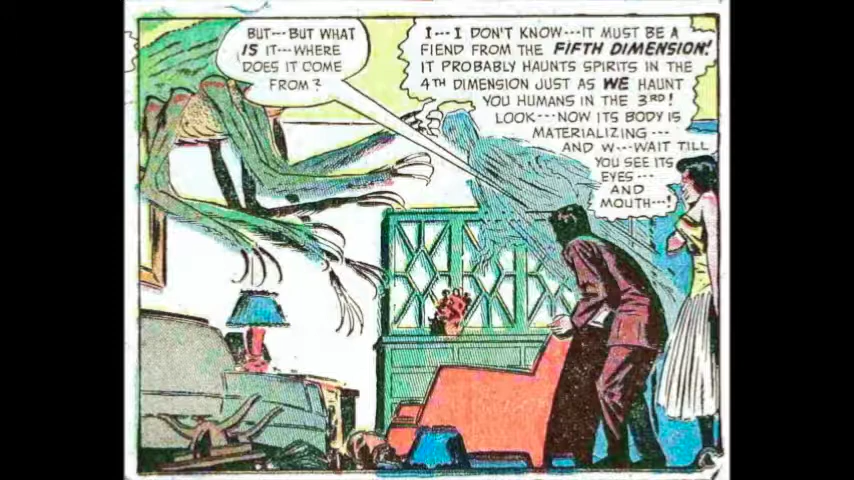 BUT--- BUT WHAT
IS IT---WHERE
DOES IT COME
FROM?
I--- I DON'T KNOW---IT MUST BE A
FIEND FROM THE FIFTH DIMENSION!
IT PROBABLY HAUNTS SPIRITS IN THE
4TH DIMENSION JUST AS WE HAUNT
YOU HUMANS IN THE 3RD!
LOOK---NOW ITS BODY IS
MATERIALIZING---
AND W---WAIT TILL
YOU SEE ITS
EYES---
AND
MOUTH---!